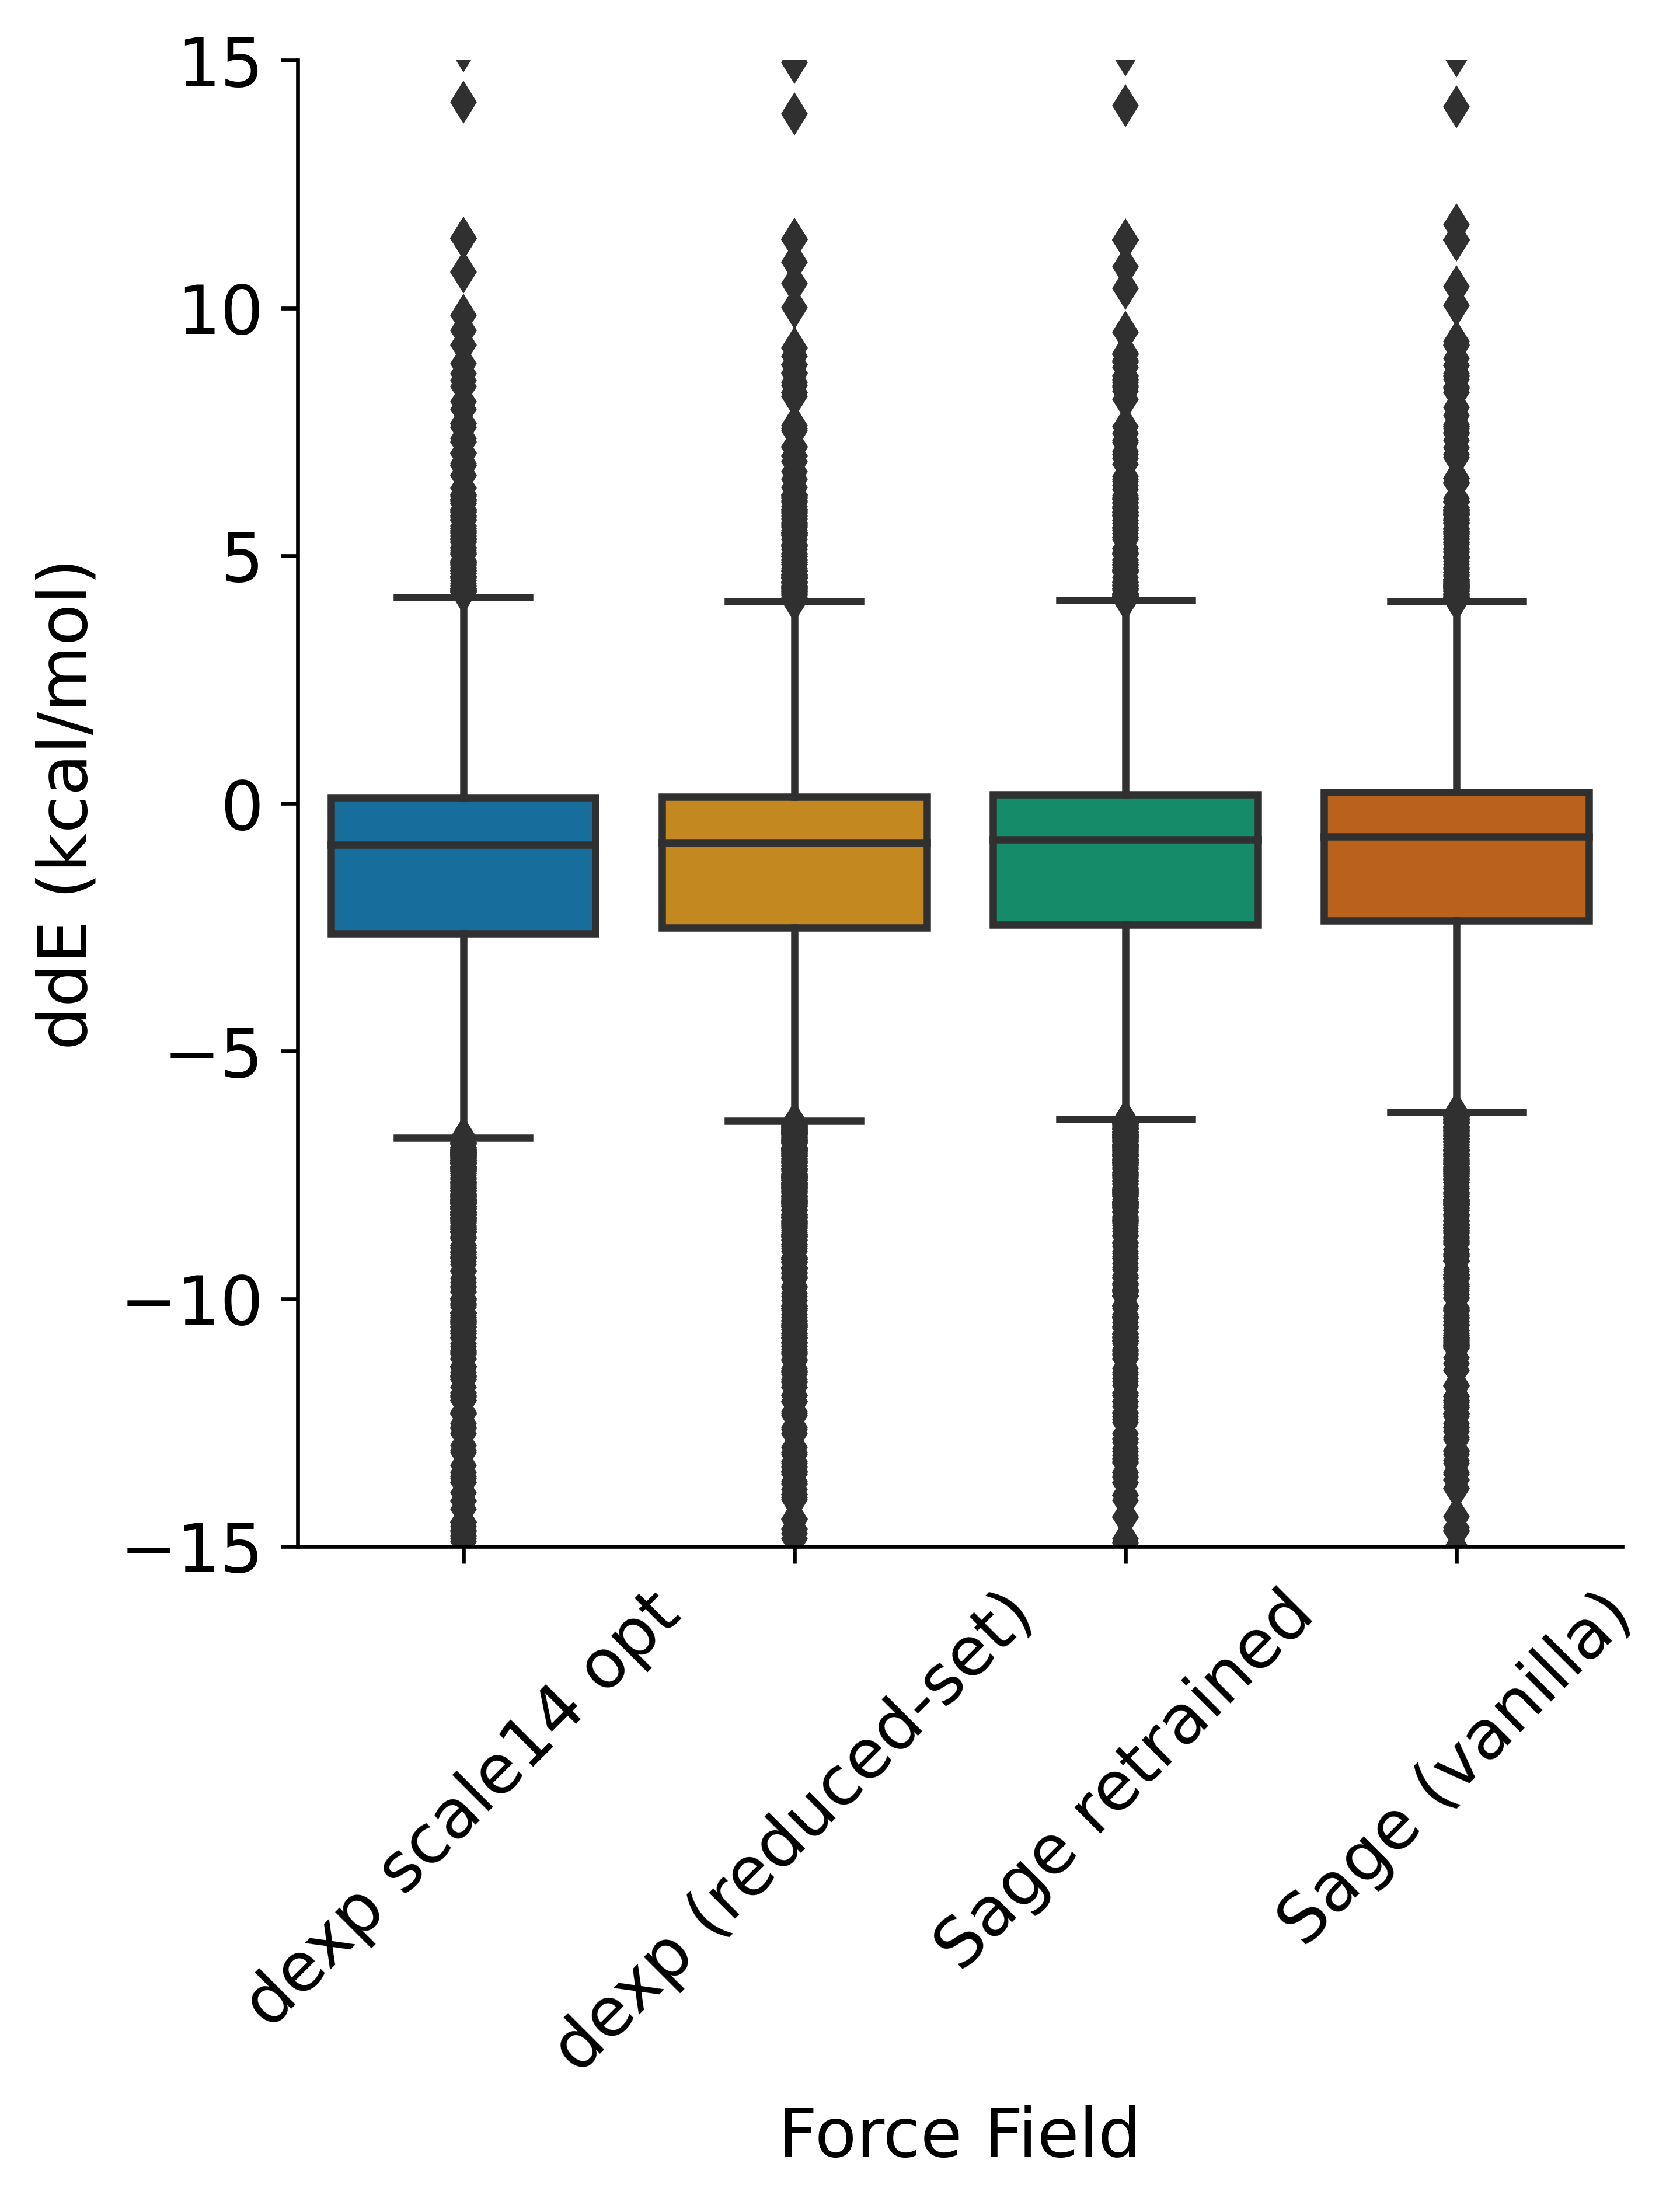 15
10
5
0
−5
−10
−15
ddE (kcal/mol)
dexp scale14 opt
dexp (reduced-set)
Sage retrained
Sage (vanilla)
Force Field